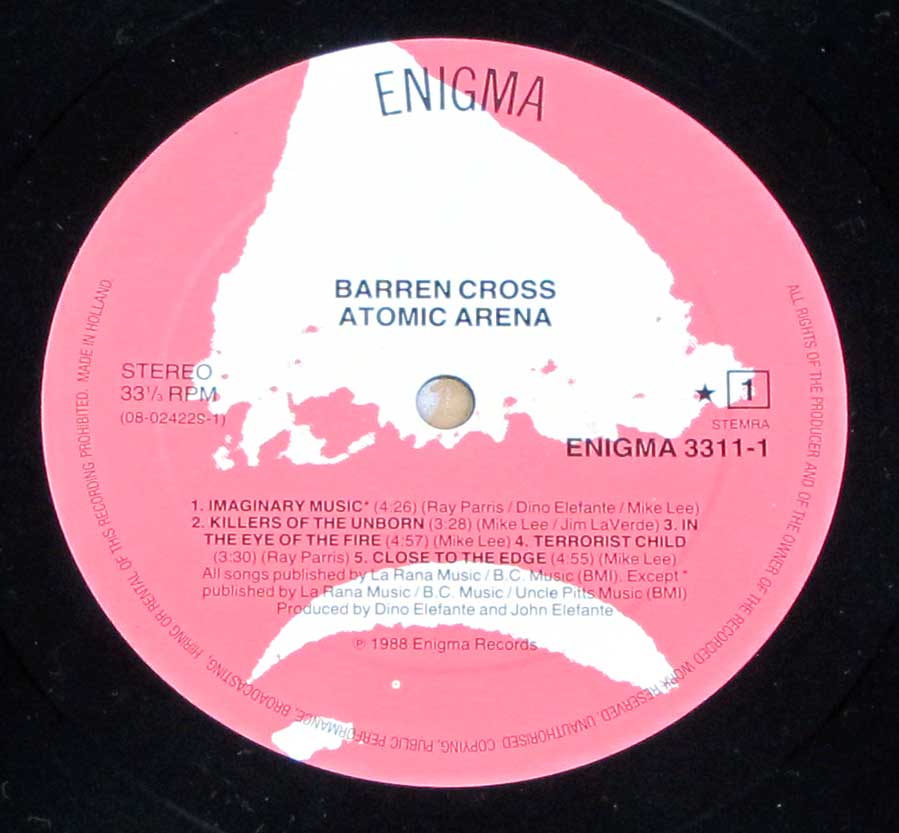 ENIGMA
BARREN CROSS
ATOMIC ARENA
STEREO
33⅓ RPM
(08-024229-1)
★ 1
STEMRA
ENIGMA 3311-1
1. IMAGINARY MUSIC* (4:26) (Ray Parris / Dino Elefante / Mike Lee)
2. KILLERS OF THE UNBORN (3:28) (Mike Lee / Jim LaVerde) 3. IN
THE EYE OF THE FIRE (4:57) (Mike Lee) 4. TERRORIST CHILD
(3:30) (Ray Parris) 5. CLOSE TO THE EDGE (4:55) (Mike Lee)
All songs published by La Rana Music / B.C. Music (BMI). Except *
published by La Rana Music / B.C. Music / Uncle Pitts Music (BMI)
Produced by Dino Elefante and John Elefante
℗ 1988 Enigma Records
ALL RIGHTS OF THE PRODUCER AND OF THE OWNER OF THE RECORDED WORK RESERVED. UNAUTHORISED COPYING, PUBLIC PERFORMANCE, BROADCASTING, HIRING OR RENTAL OF THIS RECORDING PROHIBITED. MADE IN HOLLAND.